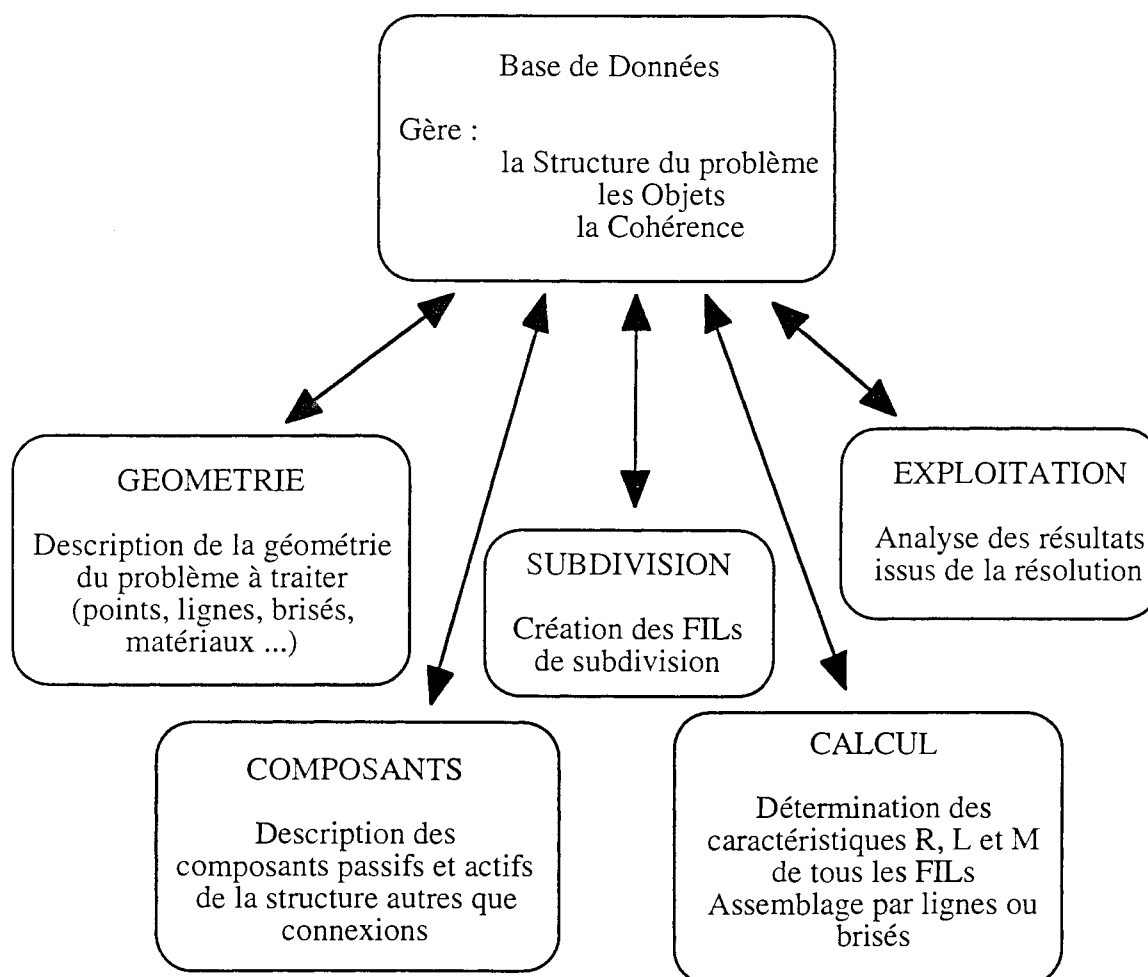 Base de Données
Gère :
la Structure du problème
les Objets
la Cohérence
GEOMETRIE
Description de la géométrie
du problème à traiter
(points, lignes, brisés,
matériaux ...)
SUBDIVISION
Création des FILs
de subdivision
EXPLOITATION
Analyse des résultats
issus de la résolution
COMPOSANTS
Description des
composants passifs et actifs
de la structure autres que
connexions
CALCUL
Détermination des
caractéristiques R, L et M
de tous les FILs
Assemblage par lignes ou
brisés